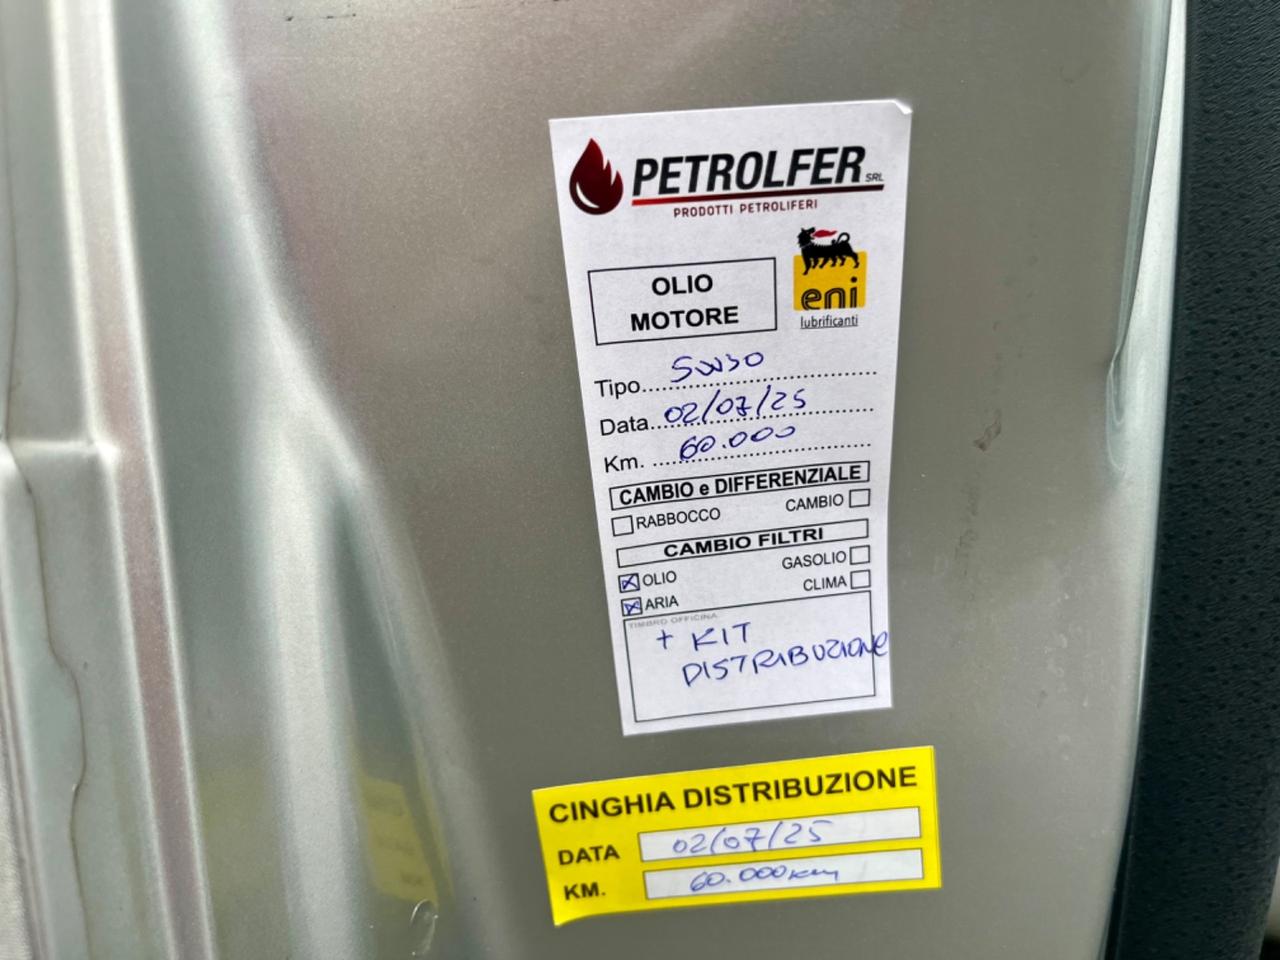 PETROLFER SRL
PRODOTTI PETROLIFERI
OLIO
MOTORE
eni
lubrificanti
Tipo 5W30
Data 02/07/25
Km. 60.000
CAMBIO e DIFFERENZIALE
RABBOCCO CAMBIO
CAMBIO FILTRI
OLIO GASOLIO
ARIA CLIMA
TIMBRO OFFICINA
+ KIT
DISTRIBUZIONE
CINGHIA DISTRIBUZIONE
DATA 02/07/25
KM. 60.000km